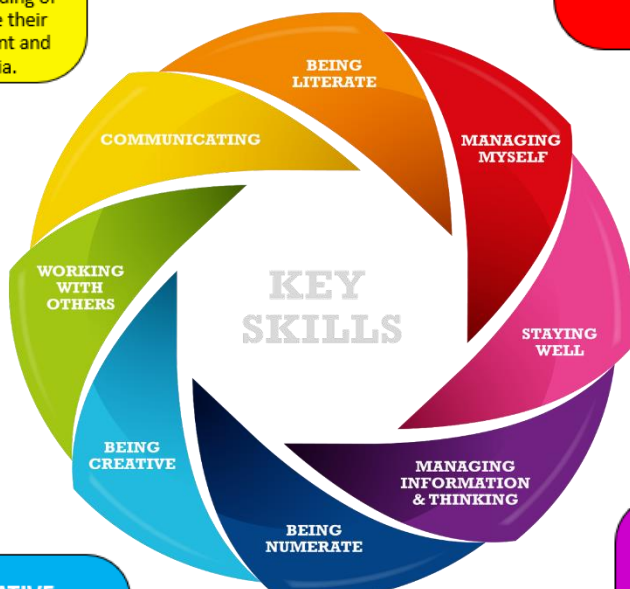 e their
nt and
ia.
BEING
LITERATE
MANAGING
MYSELF
STAYING
WELL
MANAGING
INFORMATION
& THINKING
BEING
NUMERATE
BEING
CREATIVE
WORKING
WITH
OTHERS
COMMUNICATING
KEY
SKILLS